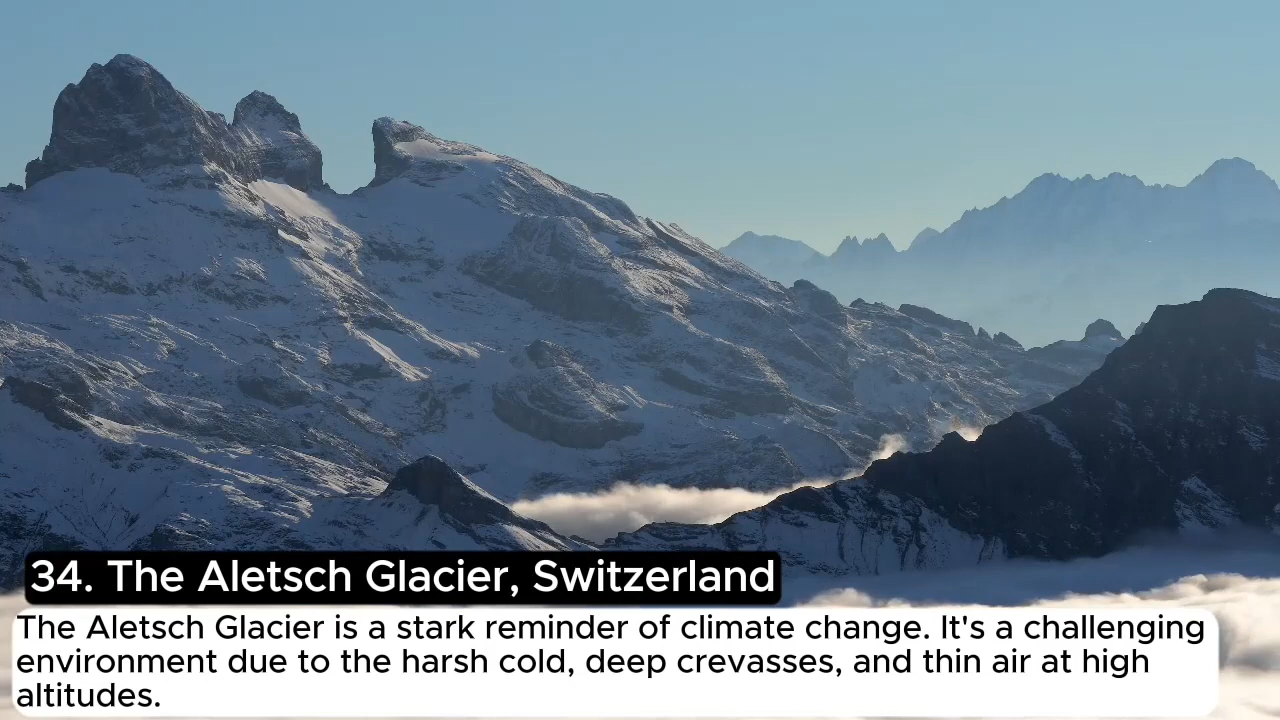 34. The Aletsch Glacier, Switzerland
The Aletsch Glacier is a stark reminder of climate change. It's a challenging
environment due to the harsh cold, deep crevasses, and thin air at high
altitudes.